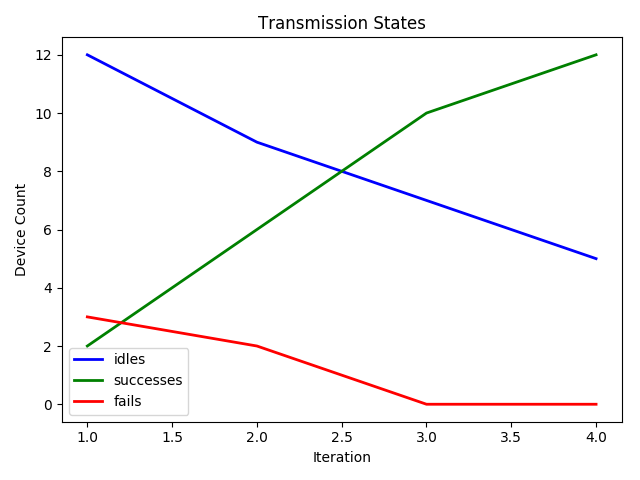 Transmission States
Device Count
12
10
8
6
4
2
0
idles
successes
fails
1.0 1.5 2.0 2.5 3.0 3.5 4.0
Iteration